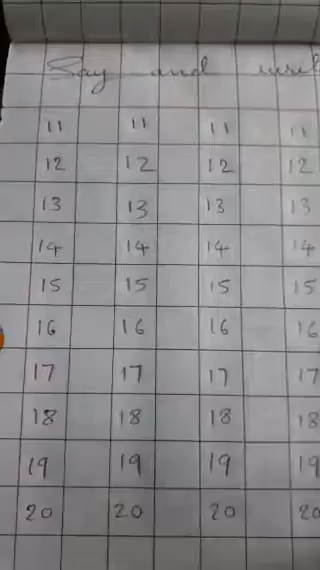 Say and write
11 11 11 11
12 12 12 12
13 13 13 13
14 14 14 14
15 15 15 15
16 16 16 16
17 17 17 17
18 18 18 18
19 19 19 19
20 20 20 20